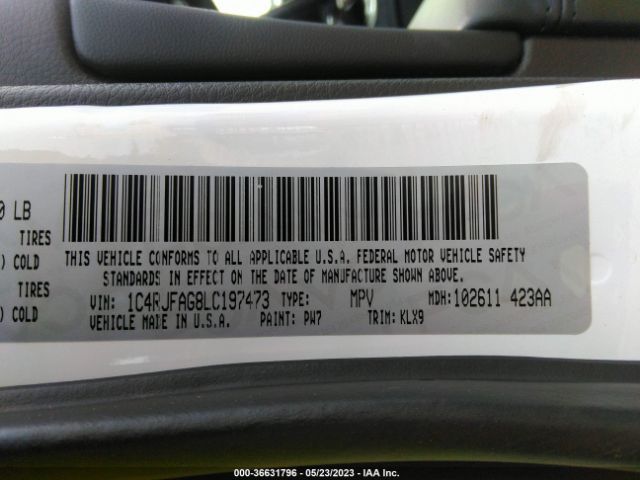 0 LB
TIRES
) COLD
TIRES
) COLD
THIS VEHICLE CONFORMS TO ALL APPLICABLE U.S.A. FEDERAL MOTOR VEHICLE SAFETY
STANDARDS IN EFFECT ON THE DATE OF MANUFACTURE SHOWN ABOVE.
VIN: 1C4RJFAG8LC197473 TYPE: MPV MDH:102611 423AA
VEHICLE MADE IN U.S.A. PAINT: PW7 TRIM: KLX9
000-36631796 - 05/23/2023 - IAA Inc.